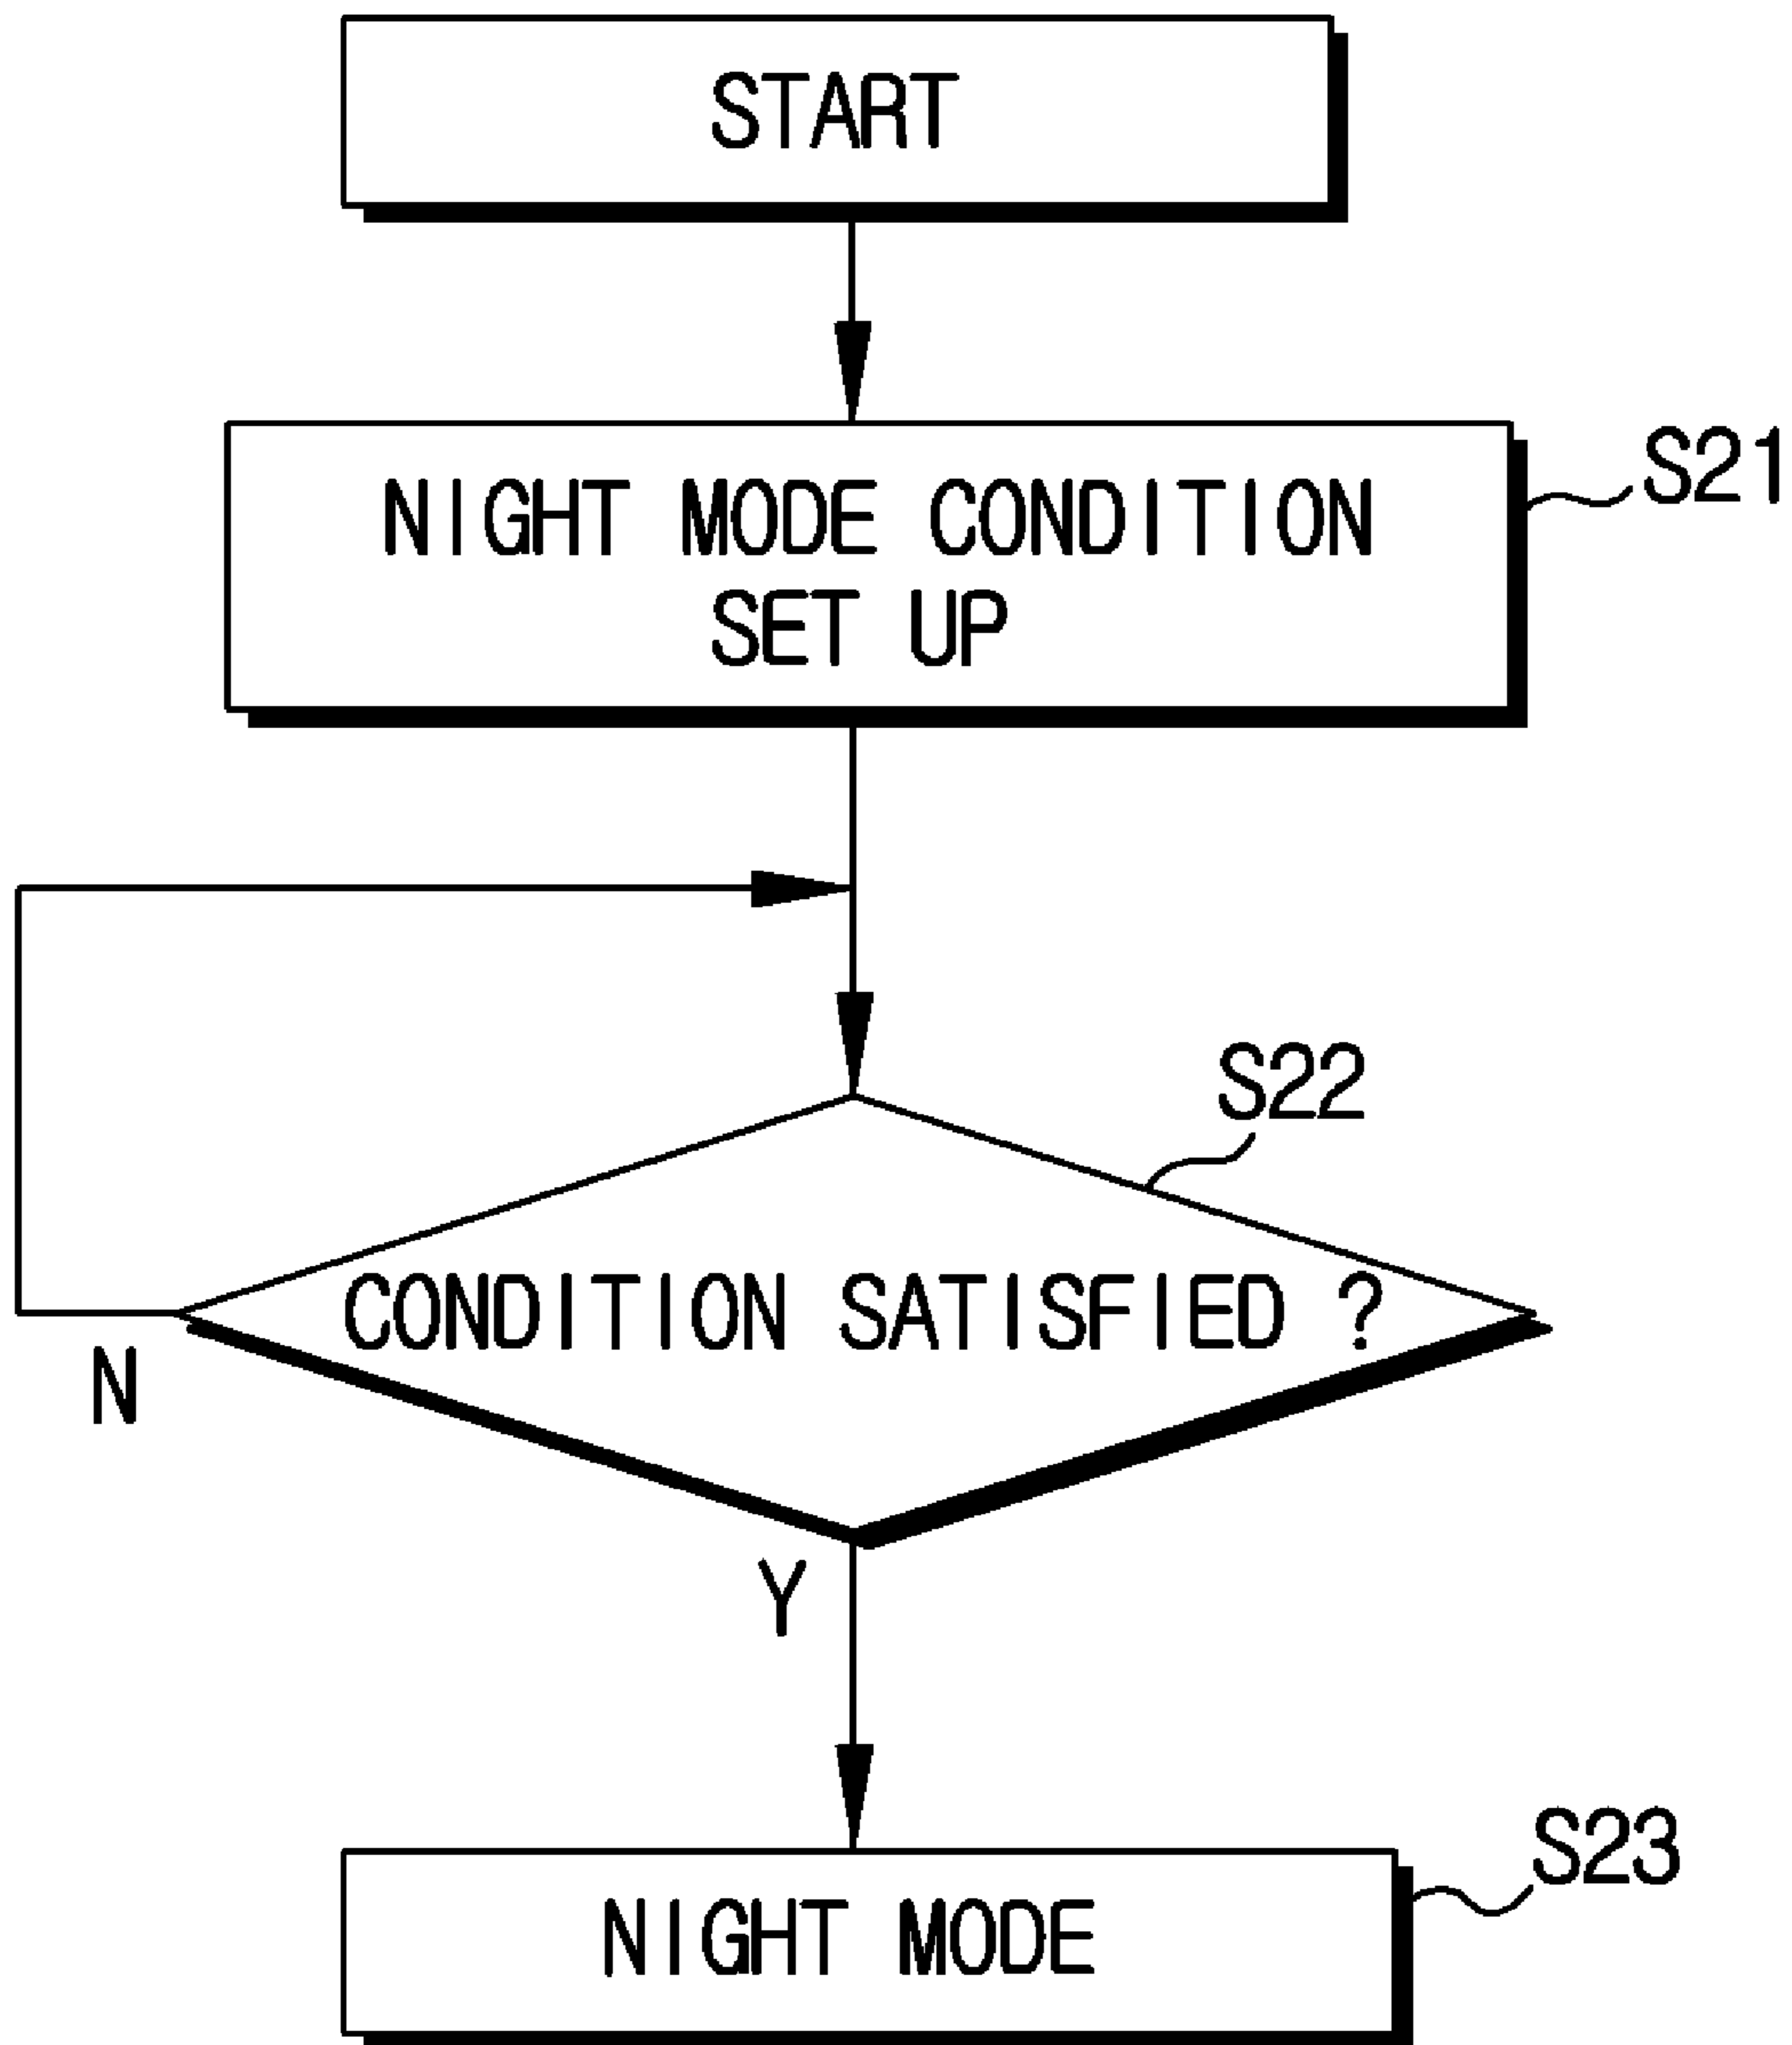 START
NIGHT MODE CONDITION
SET UP
S21
S22
CONDITION SATISFIED ?
N
Y
S23
NIGHT MODE